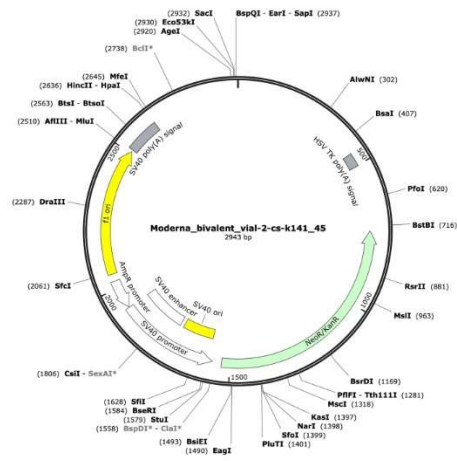 (2932) SacI
(2930) Eco53kI
(2920) AgeI
(2738) BclI*
(2645) MfeI
(2636) HincII - HpaI
(2563) BtsI - BtsαI
(2510) AflIII - MluI
(2287) DraIII
(2061) SfcI
(1806) CsiI - SexAI*
(1628) SfiI
(1584) BseRI
(1579) StuI
(1558) BspDI* - ClaI*
(1493) BsiEI
(1490) EagI
BspQI - EarI - SapI (2937)
AlwNI (302)
BsaI (407)
PfoI (620)
BstBI (716)
RsrII (881)
MslI (963)
BsrDI (1169)
PflFI - Tth111I (1281)
MscI (1318)
KasI (1397)
NarI (1398)
SfoI (1399)
PluTI (1401)
500
1000
1500
2000
2500
SV40 poly(A) signal
HSV TK poly(A) signal
f1 ori
AmpR promoter
SV40 enhancer
SV40 ori
SV40 promoter
NeoR/KanR
Moderna_bivalent_vial-2-cs-k141_45
2943 bp